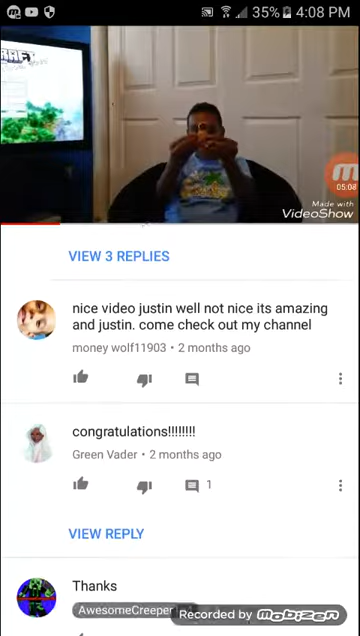 35% 4:08 PM
RAFT
05:08
Made with
VideoShow
VIEW 3 REPLIES
nice video justin well not nice its amazing
and justin. come check out my channel
money wolf11903 • 2 months ago
congratulations!!!!!!!!
Green Vader • 2 months ago
1
VIEW REPLY
Thanks
AwesomeCreeper
Recorded by mobizen